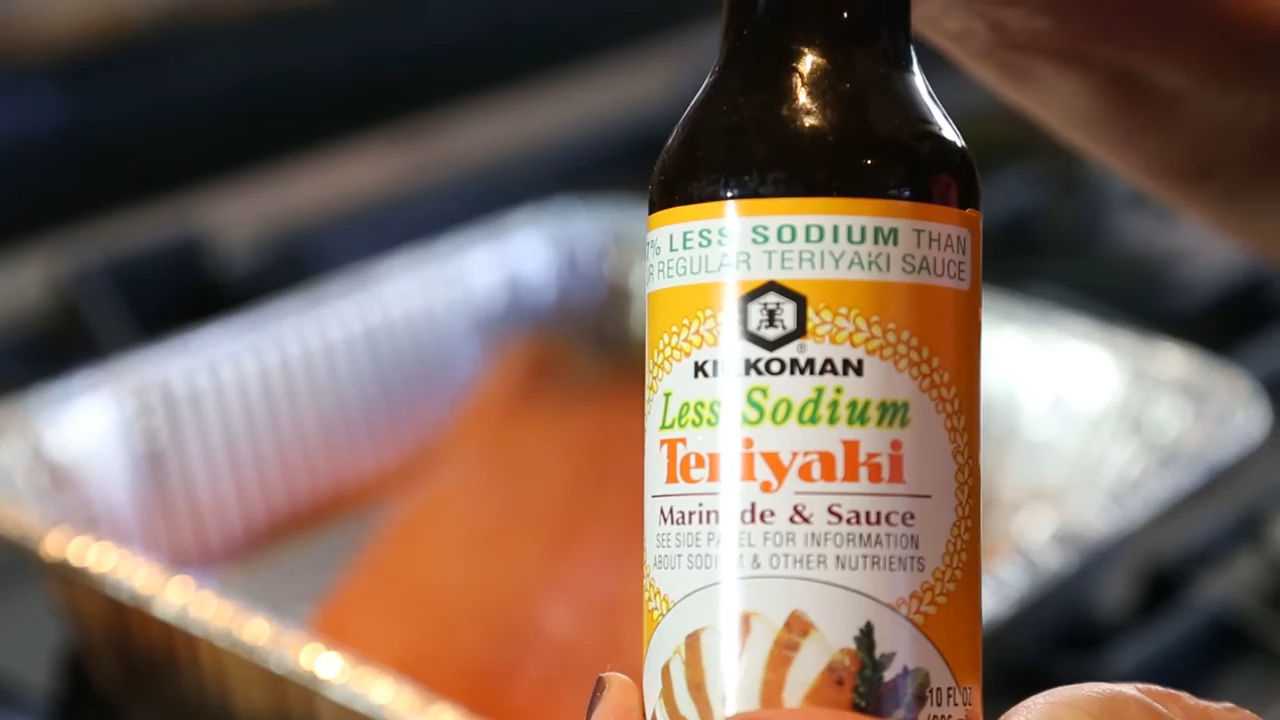 7% LESS SODIUM THAN
R REGULAR TERIYAKI SAUCE
KIKKOMAN
®
Less Sodium
Teriyaki
Marinade & Sauce
SEE SIDE PANEL FOR INFORMATION
ABOUT SODIUM & OTHER NUTRIENTS
10 FL OZ